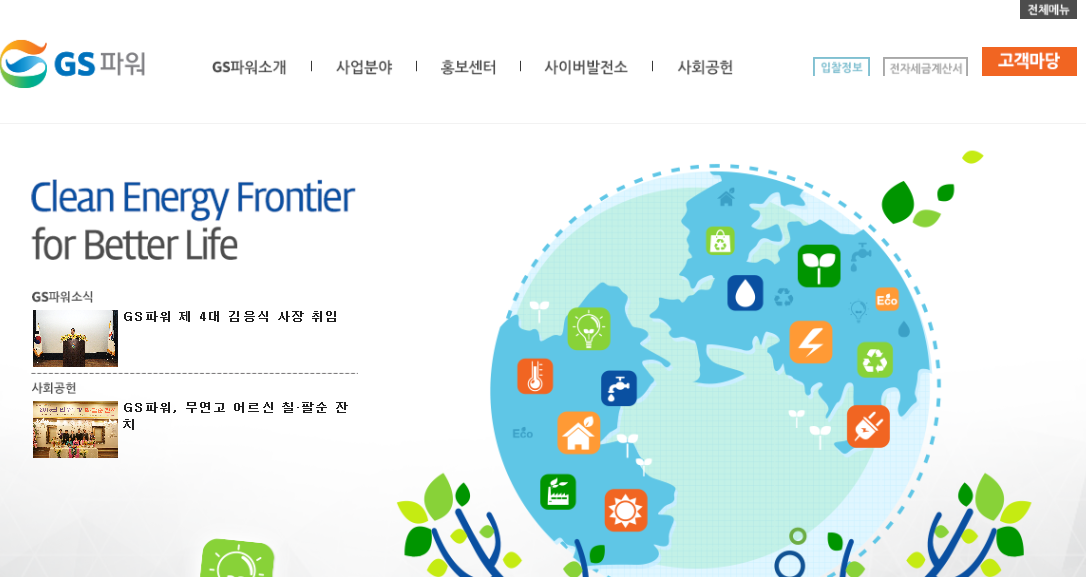 전체메뉴
GS 파워
GS파워소개
사업분야
홍보센터
사이버발전소
사회공헌
입찰정보
전자세금계산서
고객마당
Clean Energy Frontier
for Better Life
GS파워소식
GS파워 제 4대 김응식 사장 취임
사회공헌
GS파워, 무연고 어르신 칠·팔순 잔
치
Eco
Eco